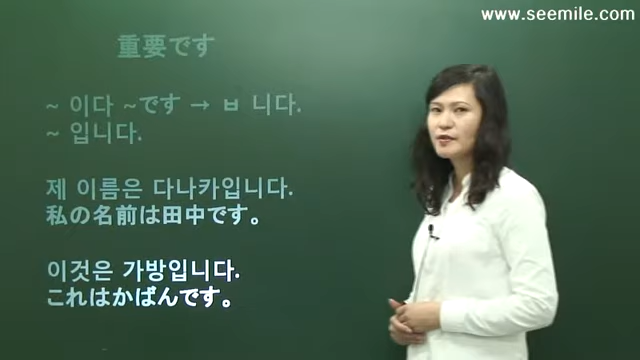 www.seemile.com
重要です
~ 이다 ~です → ㅂ 니다.
~ 입니다.
제 이름은 다나카입니다.
私の名前は田中です。
이것은 가방입니다.
これはかばんです。